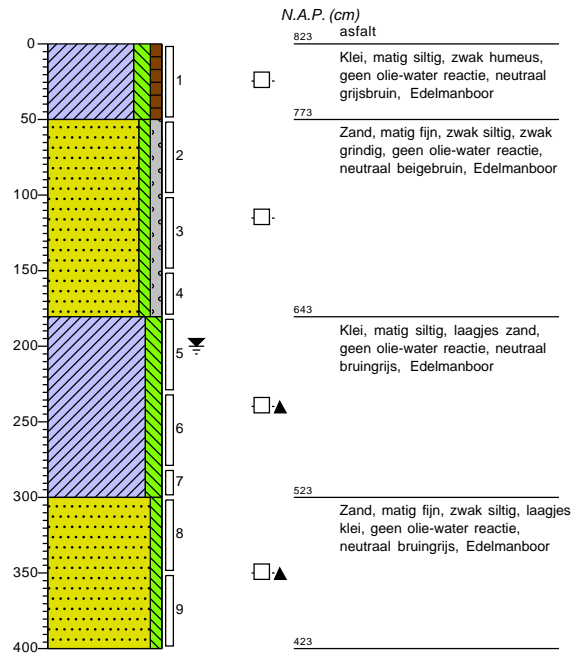 N.A.P. (cm)
823 asfalt
0
Klei, matig siltig, zwak humeus,
geen olie-water reactie, neutraal
grijsbruin, Edelmanboor
1
50
773
Zand, matig fijn, zwak siltig, zwak
grindig, geen olie-water reactie,
neutraal beigebruin, Edelmanboor
2
100
3
150
4
643
Klei, matig siltig, laagjes zand,
geen olie-water reactie, neutraal
bruingrijs, Edelmanboor
200
5
250
6
7
300
523
Zand, matig fijn, zwak siltig, laagjes
klei, geen olie-water reactie,
neutraal bruingrijs, Edelmanboor
8
350
9
400
423